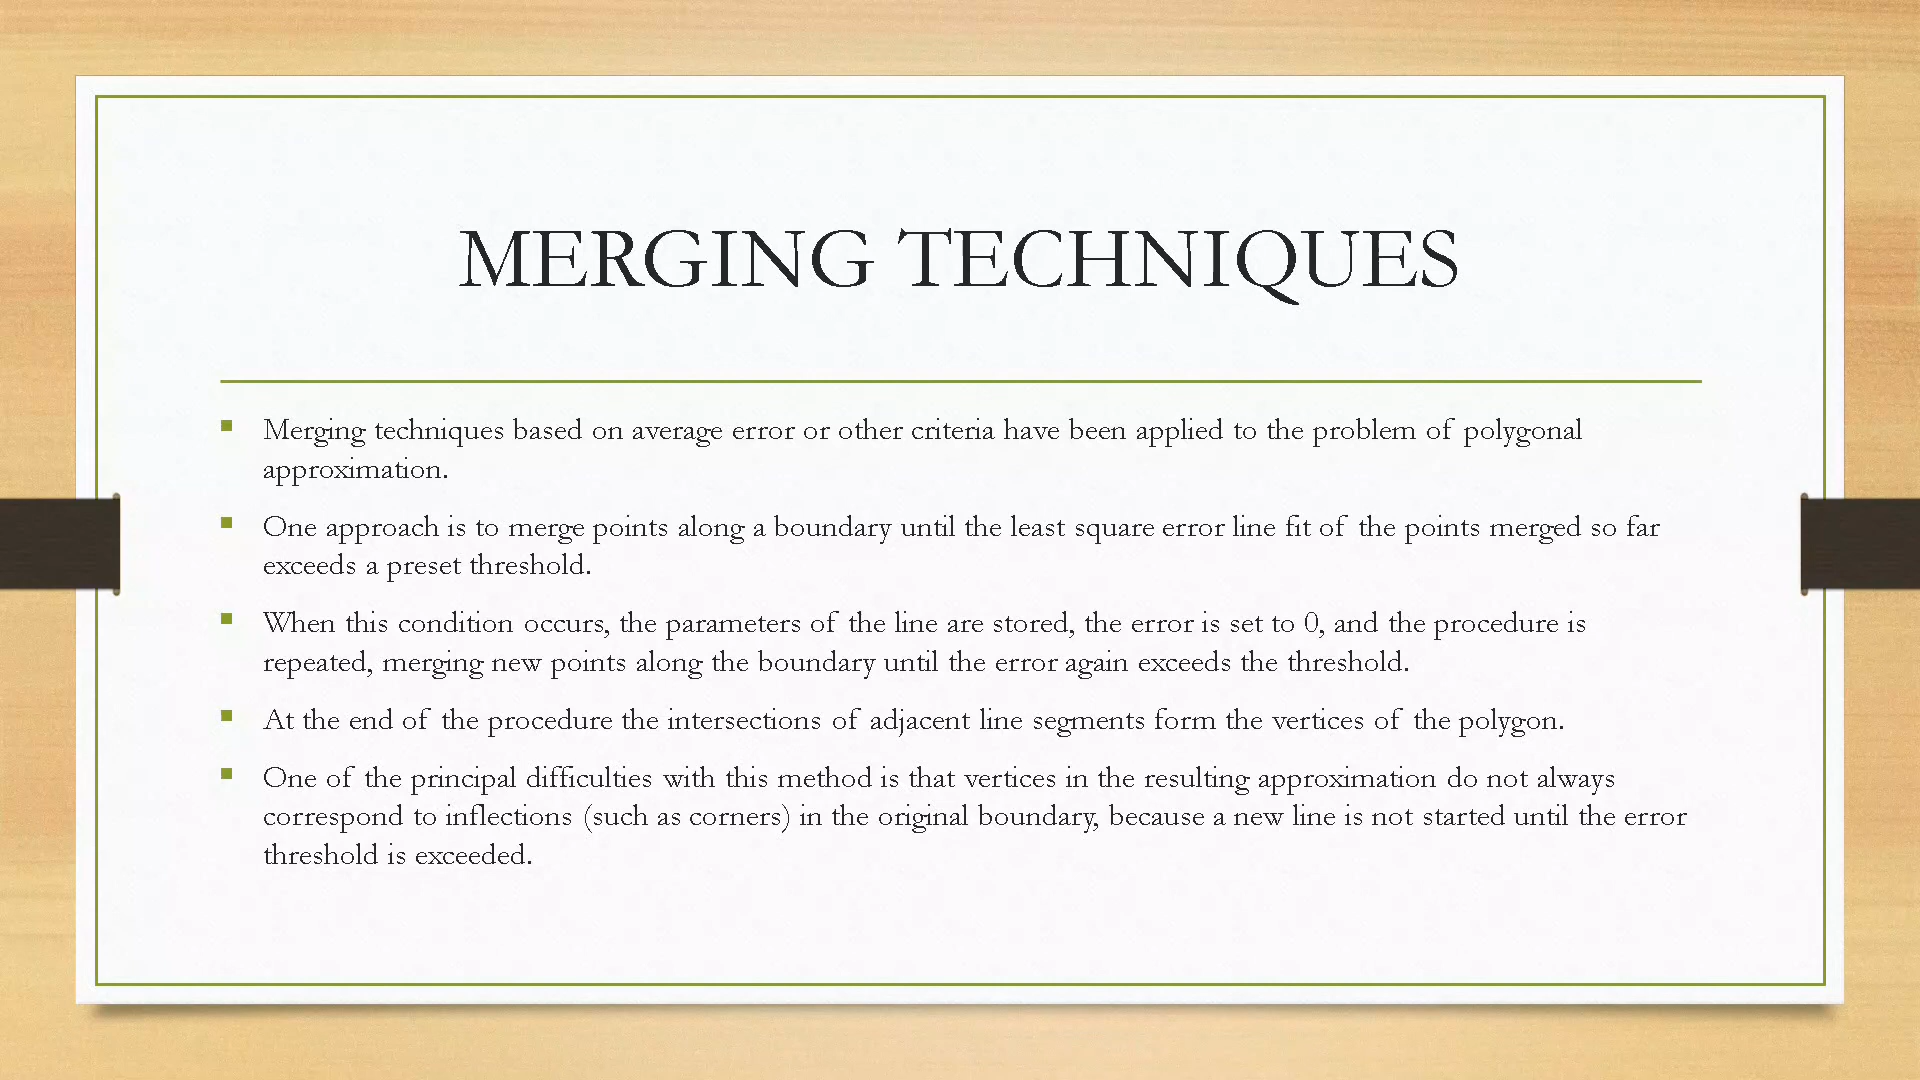 MERGING TECHNIQUES
Merging techniques based on average error or other criteria have been applied to the problem of polygonal
approximation.
One approach is to merge points along a boundary until the least square error line fit of the points merged so far
exceeds a preset threshold.
When this condition occurs, the parameters of the line are stored, the error is set to 0, and the procedure is
repeated, merging new points along the boundary until the error again exceeds the threshold.
At the end of the procedure the intersections of adjacent line segments form the vertices of the polygon.
One of the principal difficulties with this method is that vertices in the resulting approximation do not always
correspond to inflections (such as corners) in the original boundary, because a new line is not started until the error
threshold is exceeded.